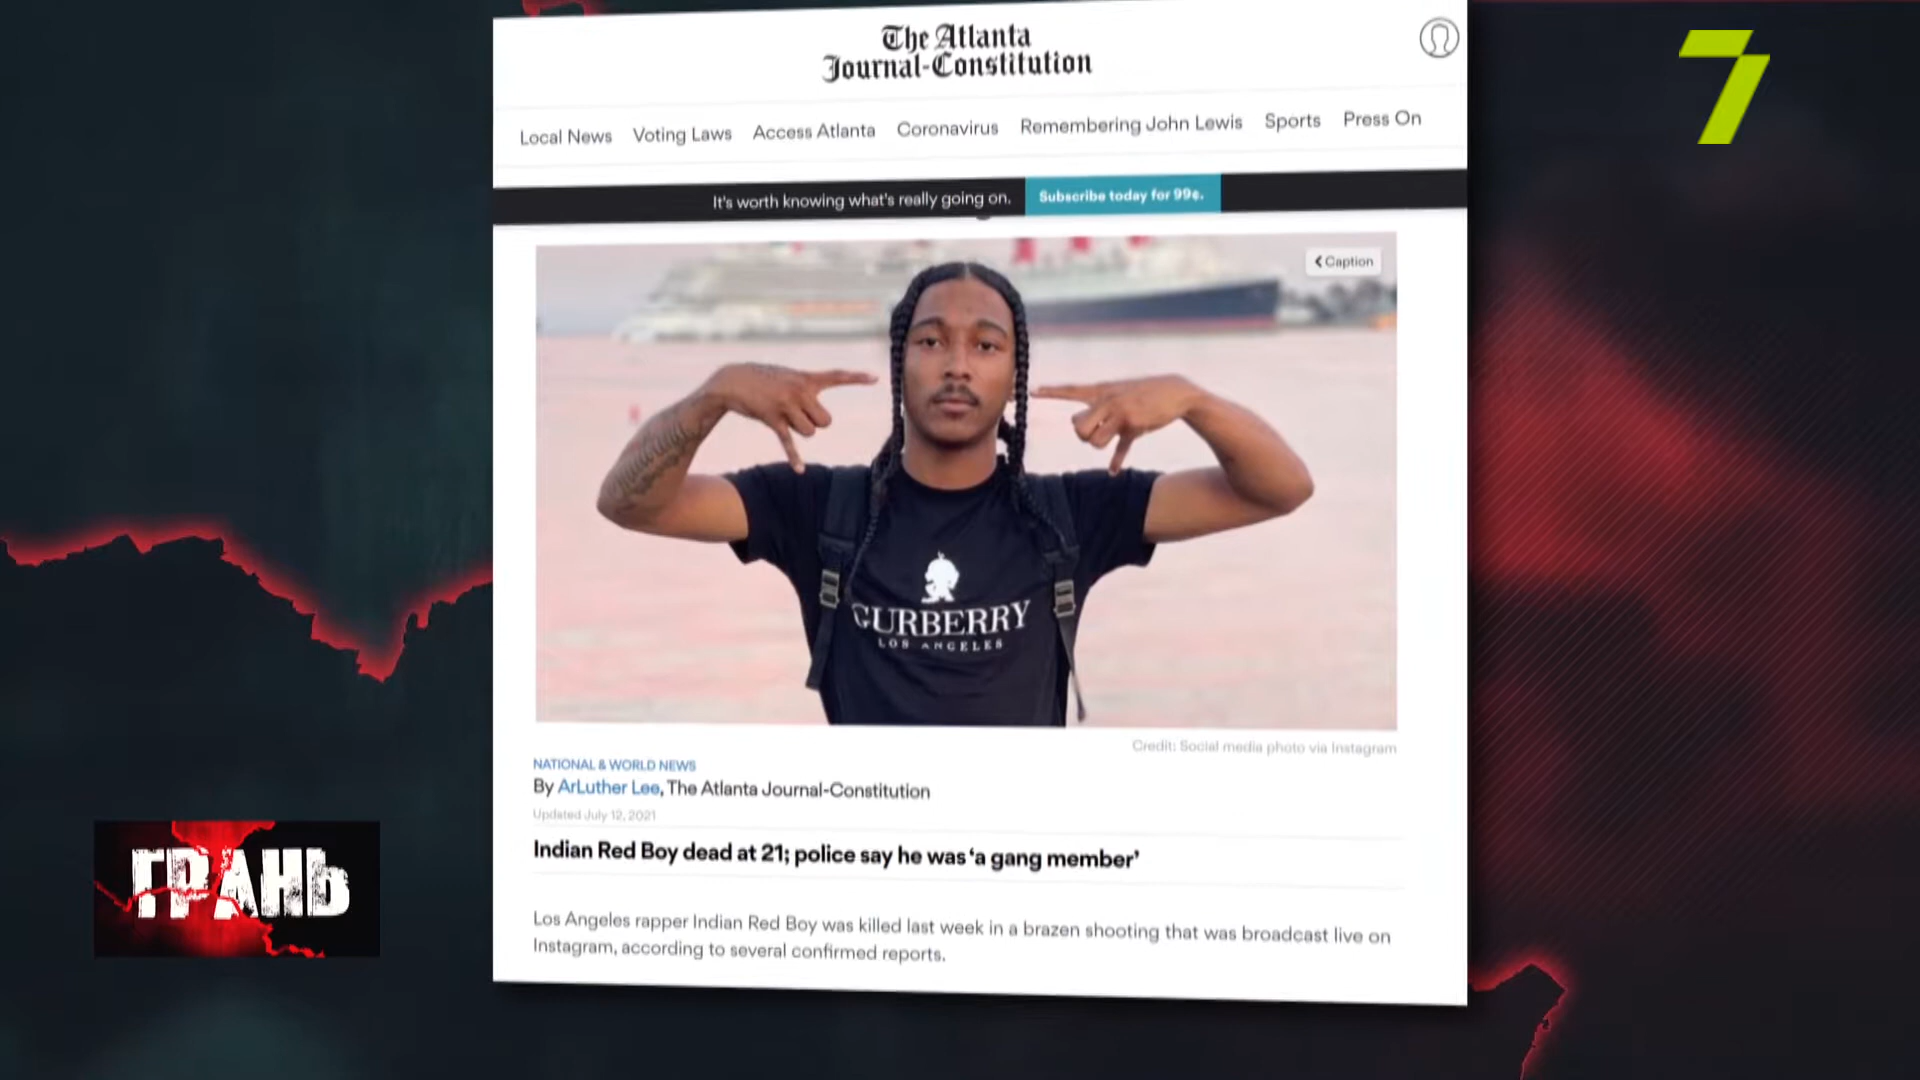 The Atlanta
Journal-Constitution
7
Local News Voting Laws Access Atlanta Coronavirus Remembering John Lewis Sports Press On
It's worth knowing what's really going on. Subscribe today for 99¢.
Caption
GURBERRY
LOS ANGELES
Credit: Social media photo via Instagram
NATIONAL & WORLD NEWS
By ArLuther Lee, The Atlanta Journal-Constitution
Updated July 12, 2021
Indian Red Boy dead at 21; police say he was 'a gang member'
Los Angeles rapper Indian Red Boy was killed last week in a brazen shooting that was broadcast live on
Instagram, according to several confirmed reports.
ГРАНЬ